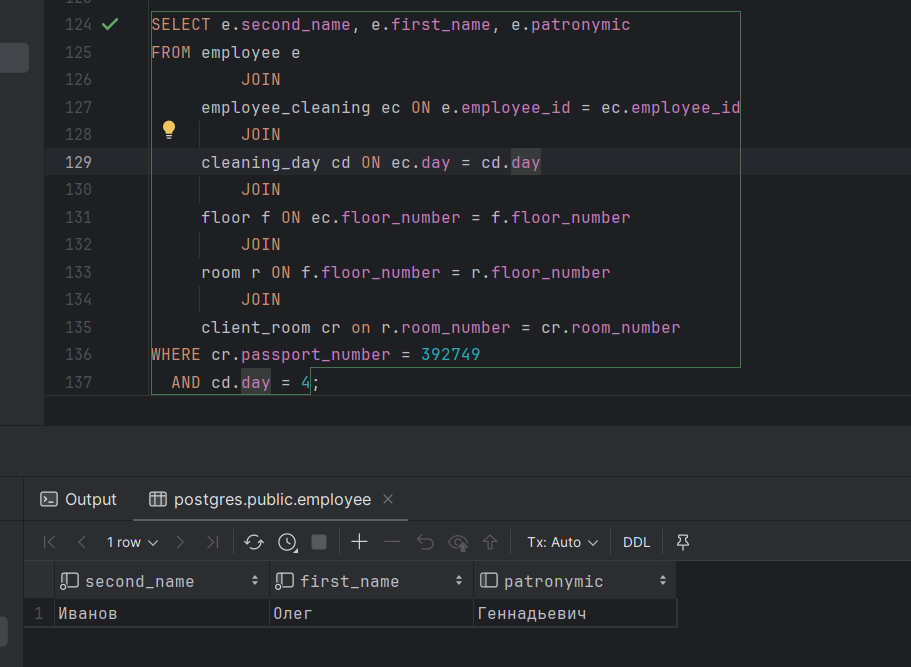 124 SELECT e.second_name, e.first_name, e.patronymic
125 FROM employee e
126 JOIN
127 employee_cleaning ec ON e.employee_id = ec.employee_id
128 JOIN
129 cleaning_day cd ON ec.day = cd.day
130 JOIN
131 floor f ON ec.floor_number = f.floor_number
132 JOIN
133 room r ON f.floor_number = r.floor_number
134 JOIN
135 client_room cr on r.room_number = cr.room_number
136 WHERE cr.passport_number = 392749
137 AND cd.day = 4;
Output postgres.public.employee
1 row Tx: Auto DDL
second_name first_name patronymic
1 Иванов Олег Геннадьевич